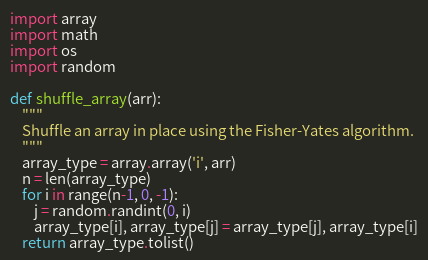 import array
import math
import os
import random

def shuffle_array(arr):
    """
    Shuffle an array in place using the Fisher-Yates algorithm.
    """
    array_type = array.array('i', arr)
    n = len(array_type)
    for i in range(n-1, 0, -1):
        j = random.randint(0, i)
        array_type[i], array_type[j] = array_type[j], array_type[i]
    return array_type.tolist()